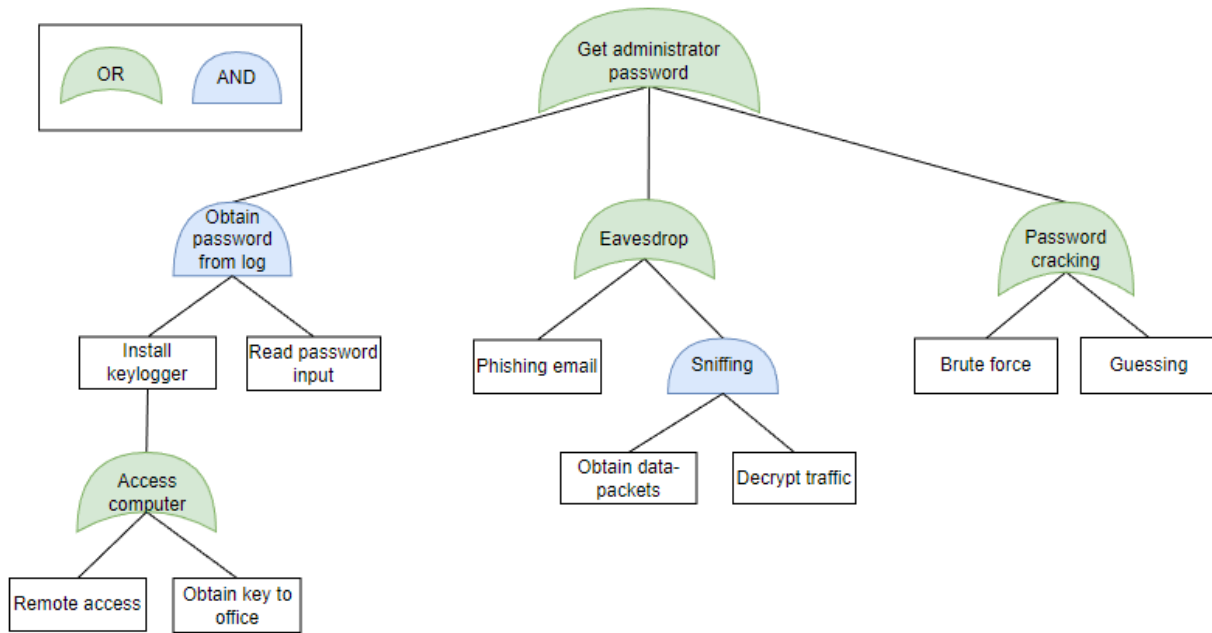 OR
AND
Get administrator
password
Obtain
password
from log
Eavesdrop
Password
cracking
Install
keylogger
Read password
input
Phishing email
Sniffing
Brute force
Guessing
Access
computer
Obtain data-
packets
Decrypt traffic
Remote access
Obtain key to
office